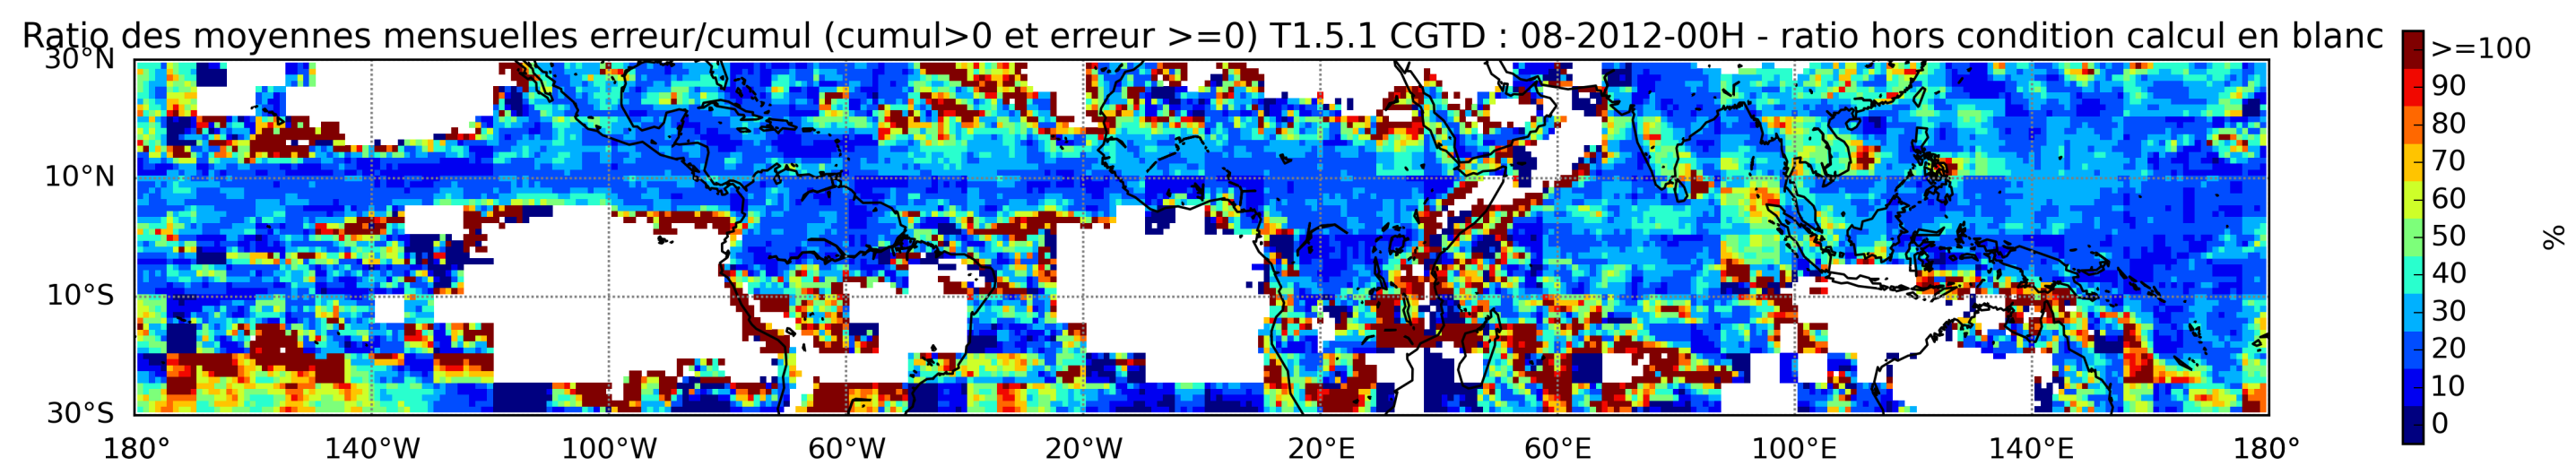 Ratio des moyennes mensuelles erreur/cumul (cumul>0 et erreur >=0) T1.5.1 CGTD : 08-2012-00H - ratio hors condition calcul en blanc
30°N
10°N
10°S
30°S
180°
140°W
100°W
60°W
20°W
20°E
60°E
100°E
140°E
180°
>=100
90
80
70
60
50
40
30
20
10
0
%